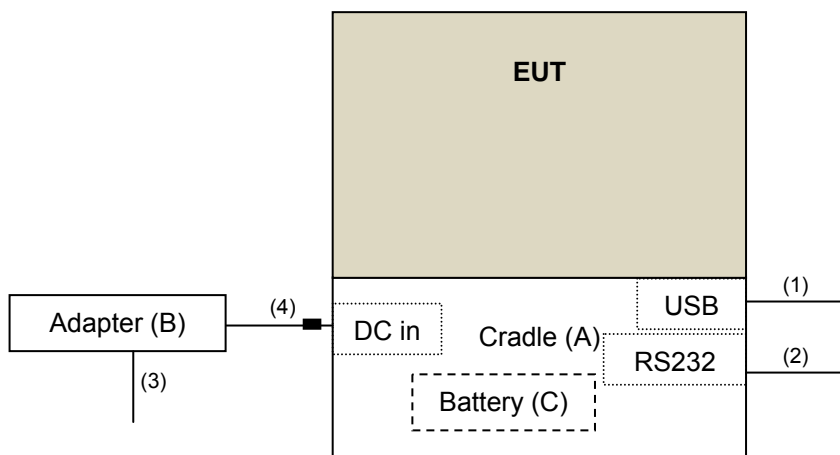 EUT
(4)
Adapter (B)
(3)
DC in
Cradle (A)
USB
(1)
RS232
(2)
Battery (C)